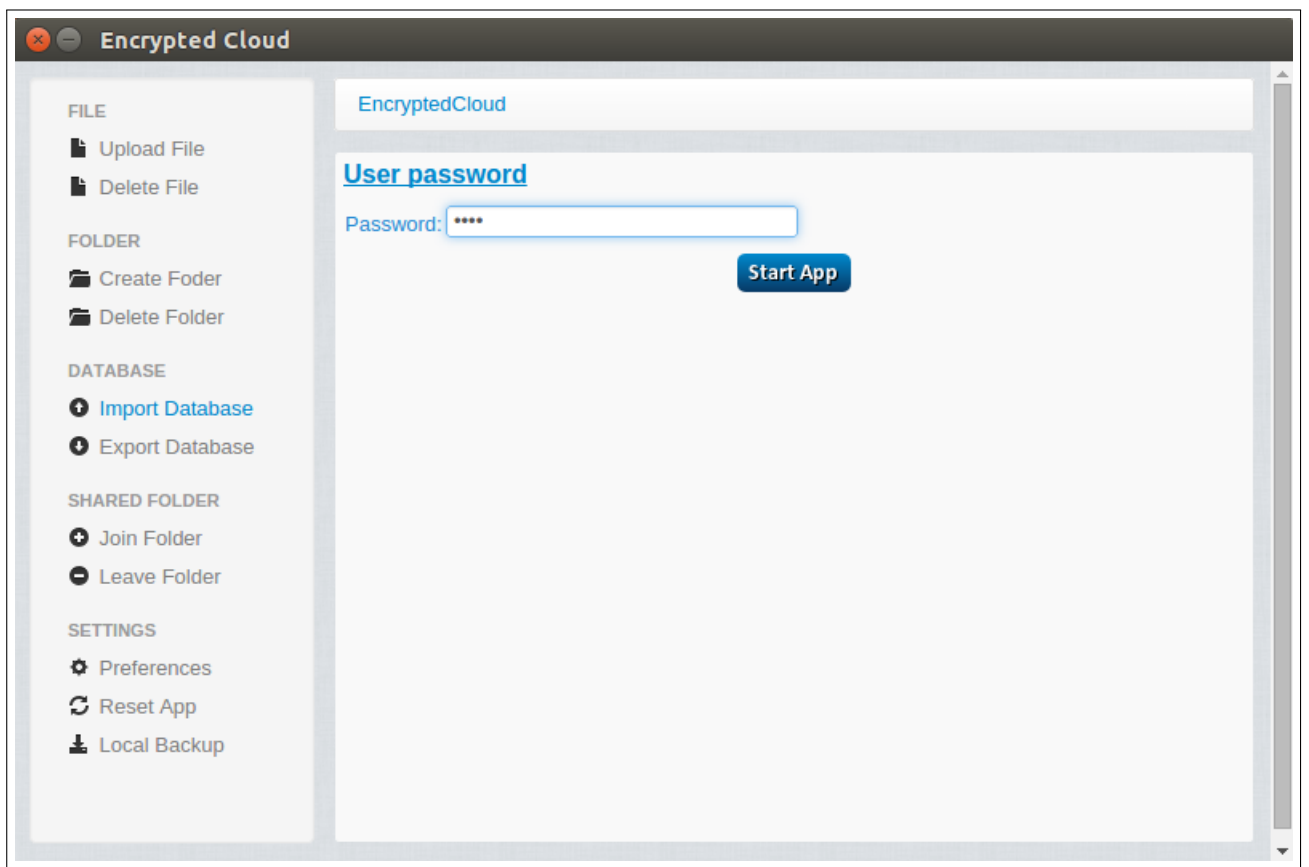 Encrypted Cloud
FILE
Upload File
Delete File
FOLDER
Create Foder
Delete Folder
DATABASE
Import Database
Export Database
SHARED FOLDER
Join Folder
Leave Folder
SETTINGS
Preferences
Reset App
Local Backup
EncryptedCloud
User password
Password: ••••
Start App